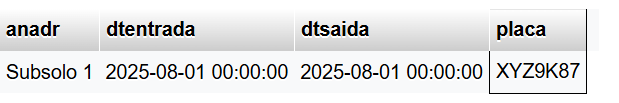 anadr dtentrada dtsaida placa
Subsolo 1 2025-08-01 00:00:00 2025-08-01 00:00:00 XYZ9K87